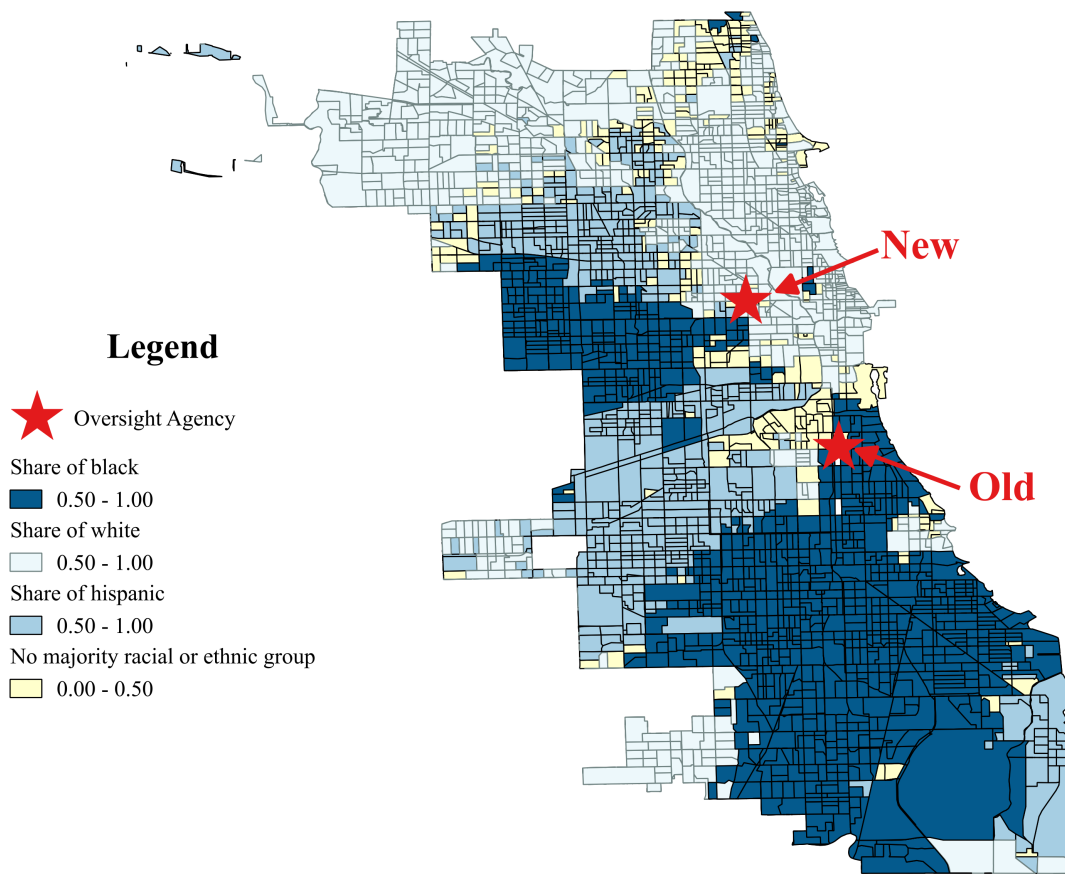 New
Legend
Oversight Agency
Old
Share of black
0.50 - 1.00
Share of white
0.50 - 1.00
Share of hispanic
0.50 - 1.00
No majority racial or ethnic group
0.00 - 0.50